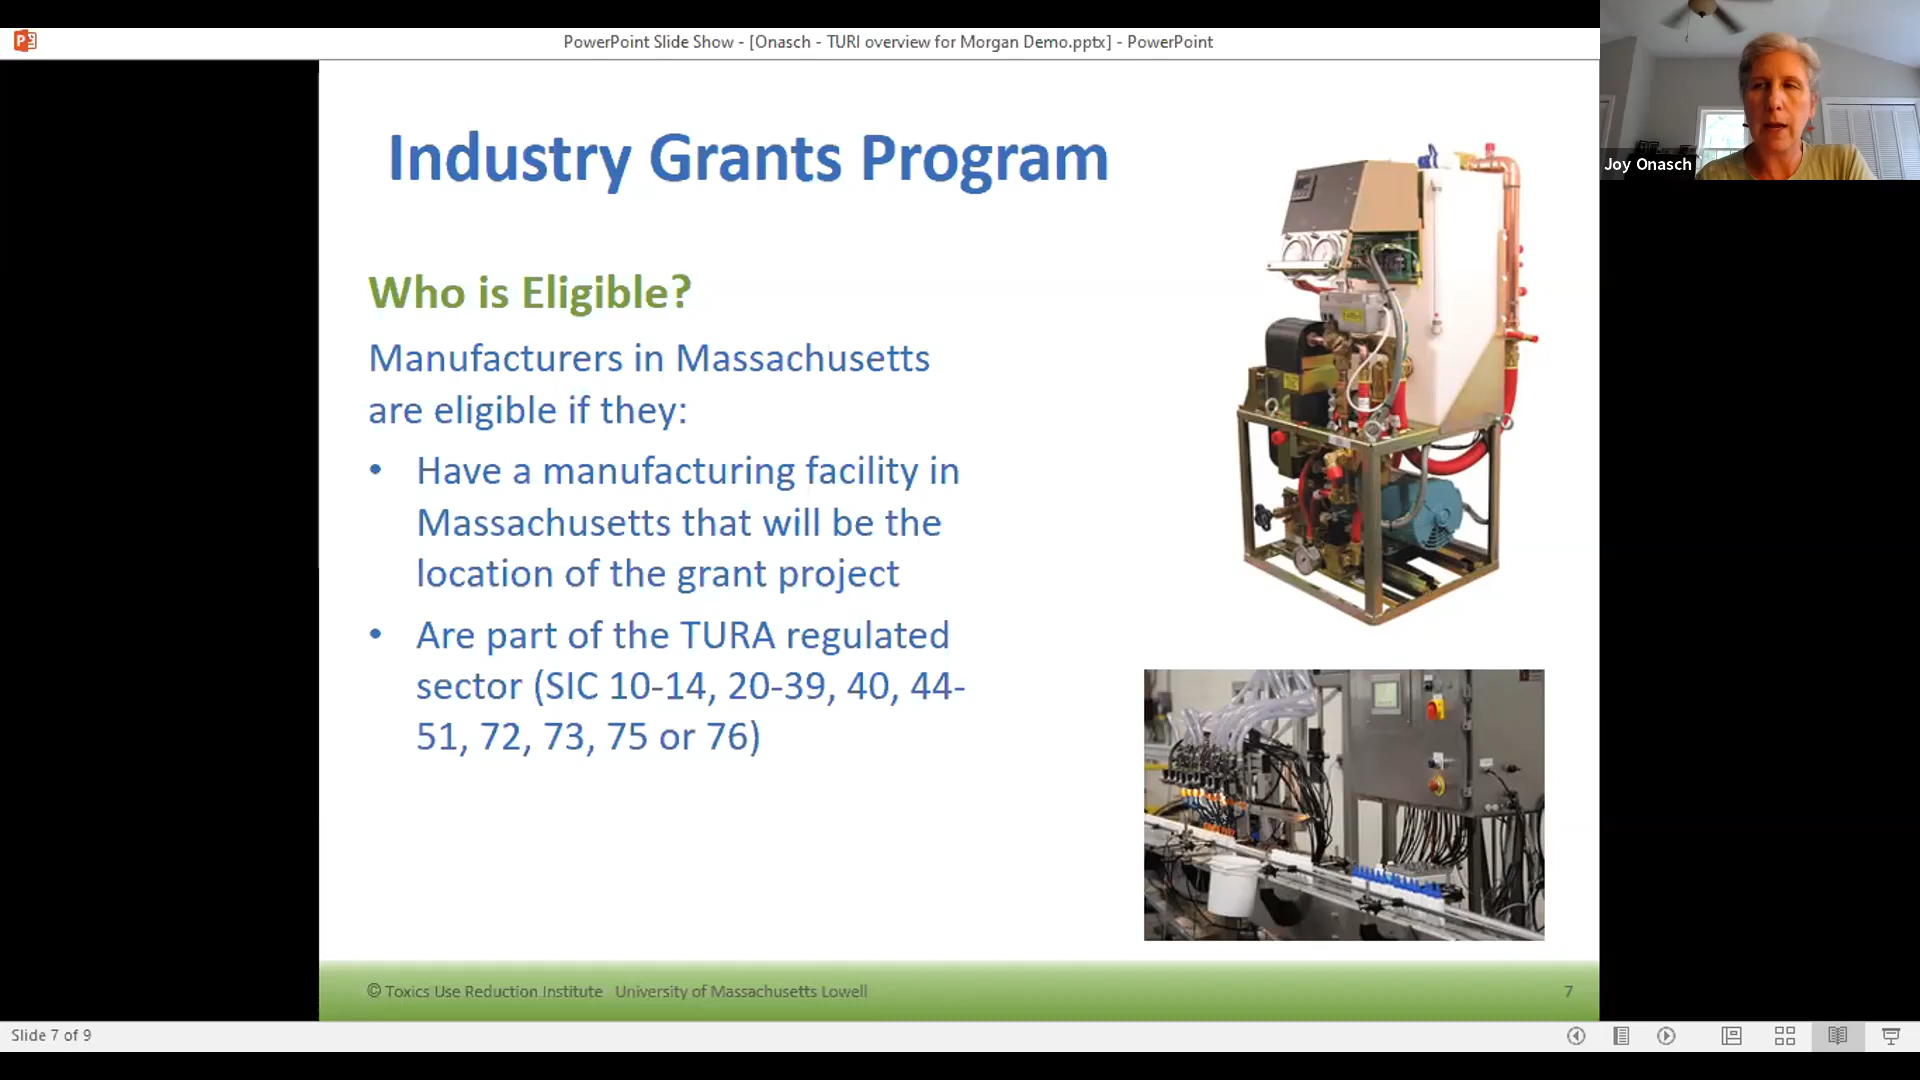 PowerPoint Slide Show - [Onasch - TURI overview for Morgan Demo.pptx] - PowerPoint
Joy Onasch
Industry Grants Program
Who is Eligible?
Manufacturers in Massachusetts
are eligible if they:
• Have a manufacturing facility in
Massachusetts that will be the
location of the grant project
• Are part of the TURA regulated
sector (SIC 10-14, 20-39, 40, 44-
51, 72, 73, 75 or 76)
© Toxics Use Reduction Institute University of Massachusetts Lowell
7
Slide 7 of 9